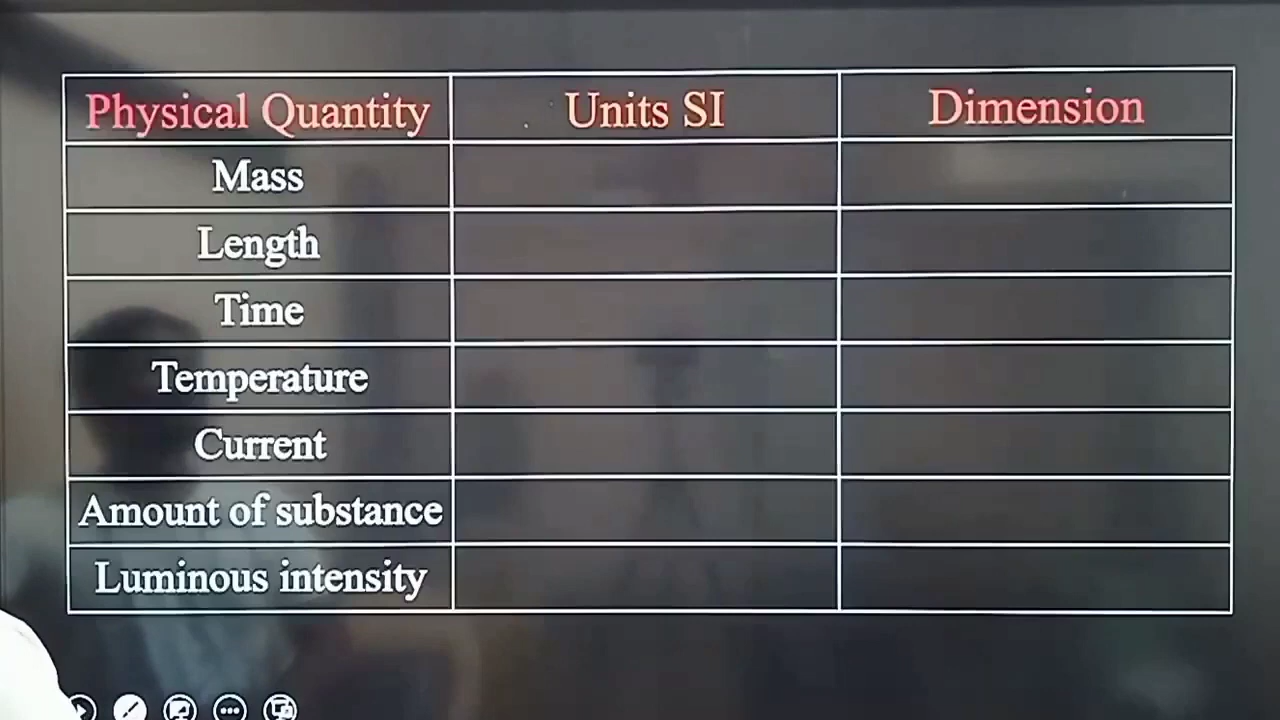 Physical Quantity Units SI Dimension
Mass
Length
Time
Temperature
Current
Amount of substance
Luminous intensity